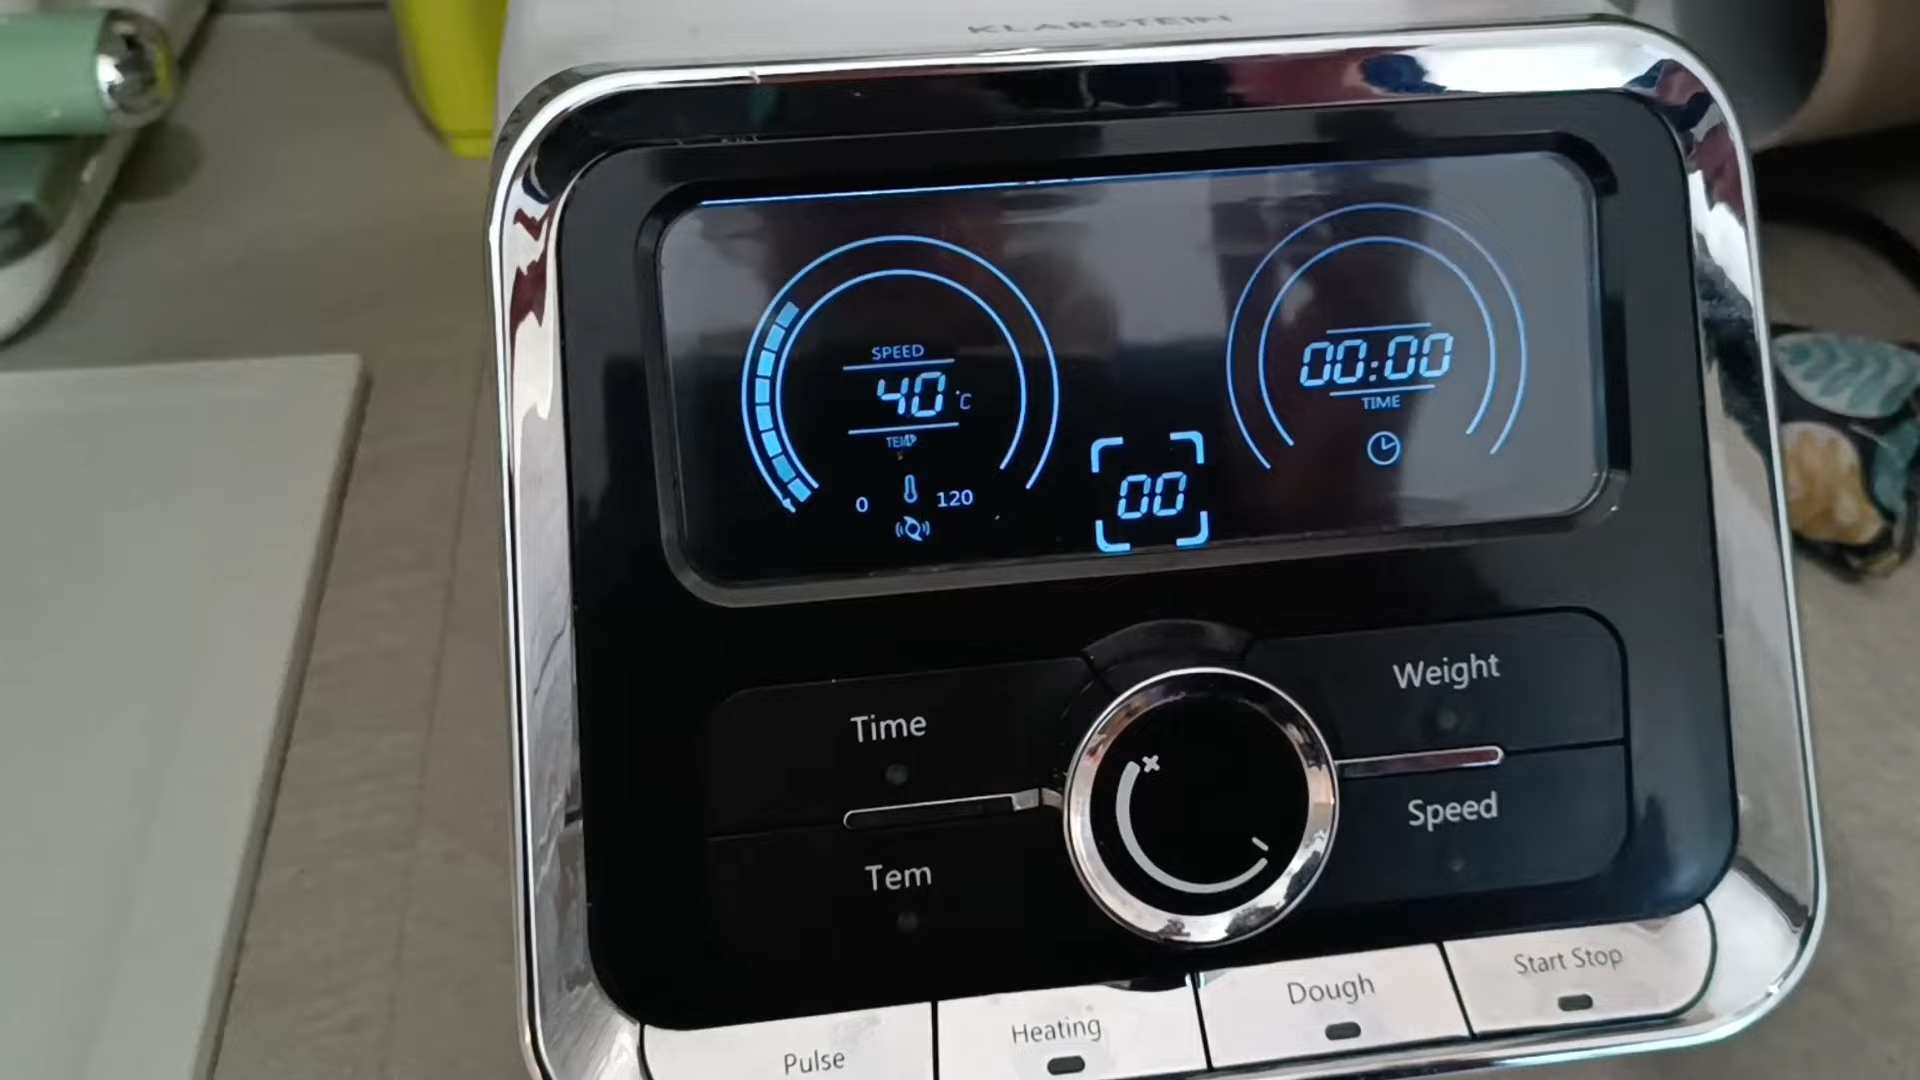 KLARSTEIN
SPEED
40 °C
TEMP
0 120
00:00
TIME
00
Time
Weight
Tem
Speed
Pulse
Heating
Dough
Start Stop